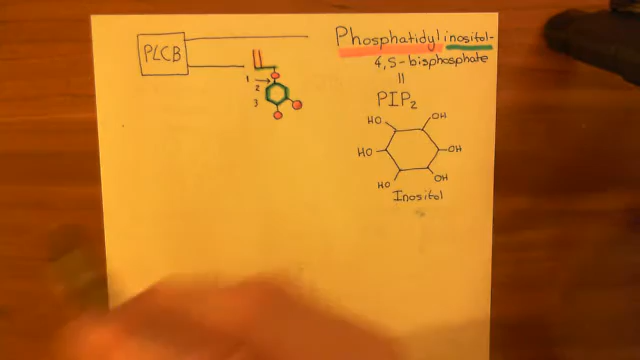 PLCB
1
2
3
Phosphatidylinositol-
4,5-bisphosphate
=
PIP2
HO OH
HO OH
HO OH
Inositol